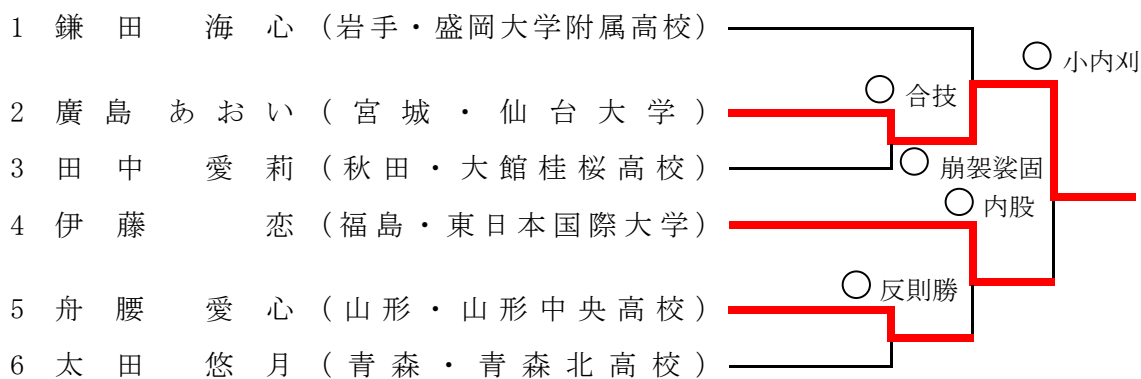 1 鎌田 海心 (岩手・盛岡大学附属高校)
○ 小内刈
○ 合技
2 廣島 あおい (宮城・仙台大学)
3 田中 愛莉 (秋田・大館桂桜高校)
○ 崩袈裟固
○ 内股
4 伊藤 恋 (福島・東日本国際大学)
○ 反則勝
5 舟腰 愛心 (山形・山形中央高校)
6 太田 悠月 (青森・青森北高校)